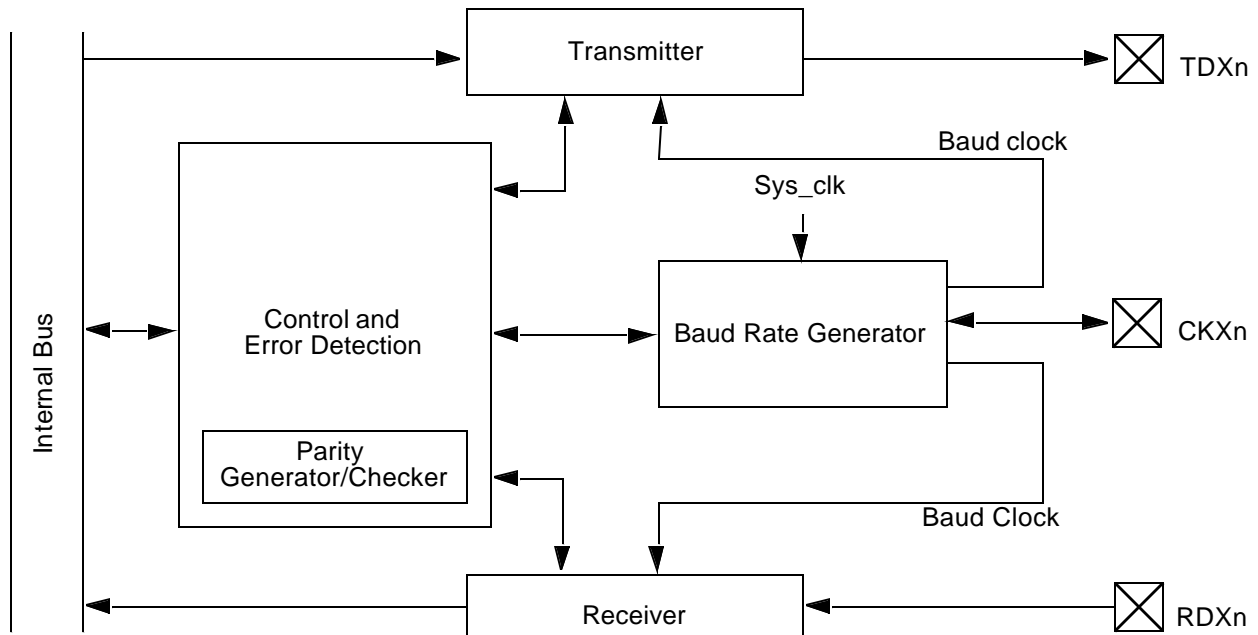 Transmitter
TDXn
Baud clock
Sys_clk
Internal Bus
Control and
Error Detection
Baud Rate Generator
CKXn
Parity
Generator/Checker
Baud Clock
Receiver
RDXn